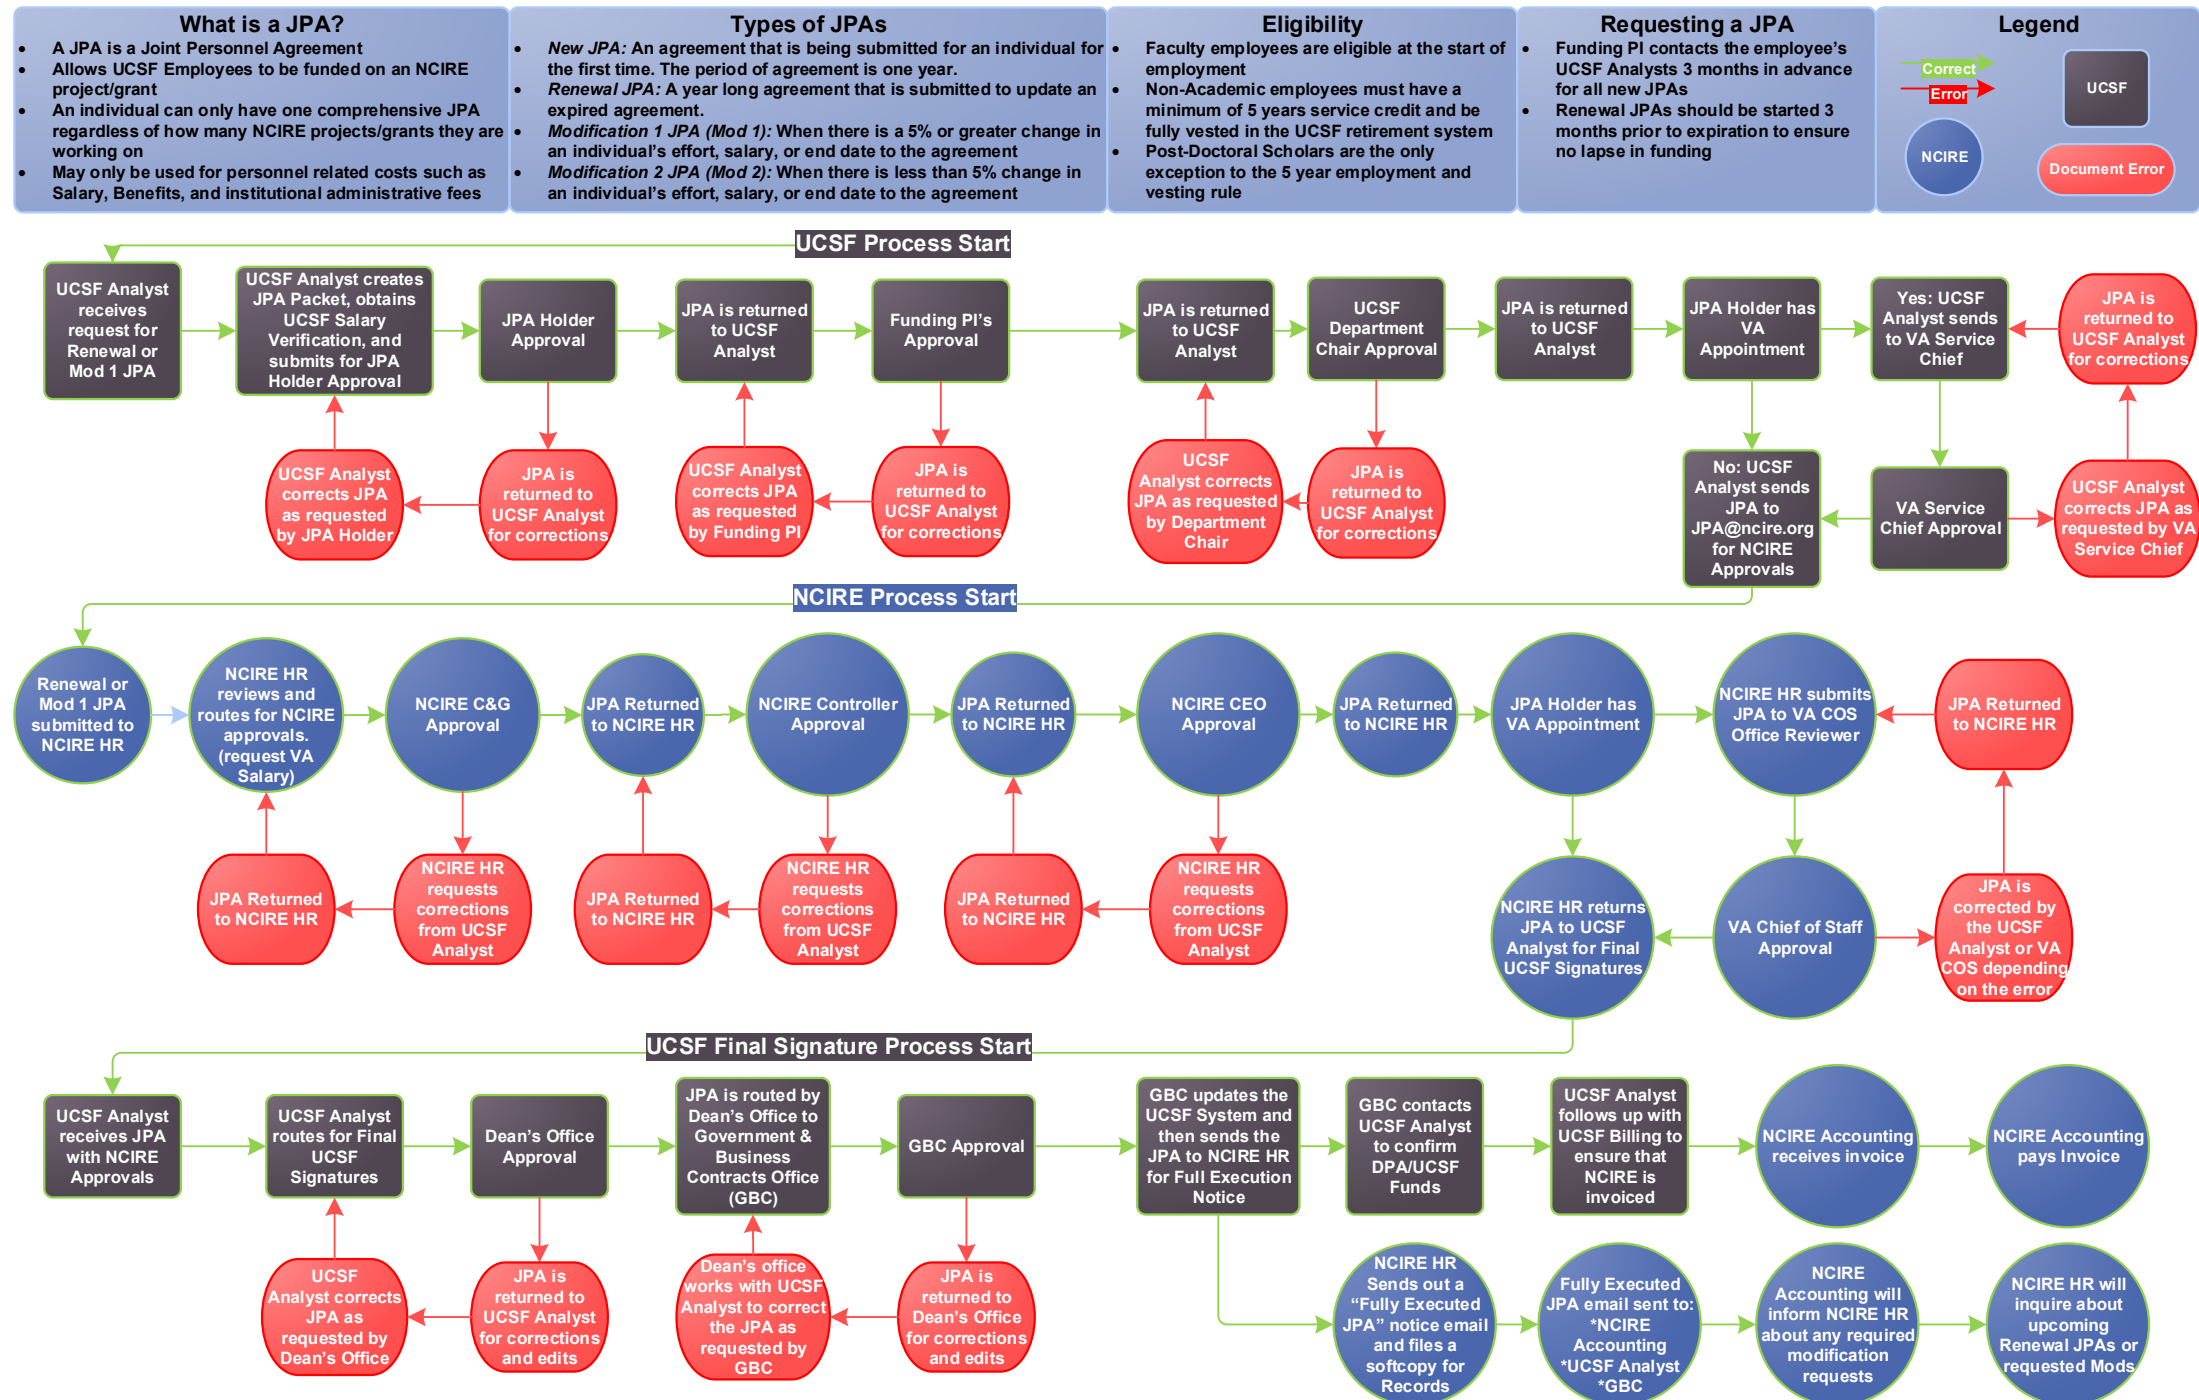 What is a JPA?
• A JPA is a Joint Personnel Agreement
• Allows UCSF Employees to be funded on an NCIRE
project/grant
• An individual can only have one comprehensive JPA
regardless of how many NCIRE projects/grants they are
working on
• May only be used for personnel related costs such as
Salary, Benefits, and institutional administrative fees
Types of JPAs
• New JPA: An agreement that is being submitted for an individual for
the first time. The period of agreement is one year.
• Renewal JPA: A year long agreement that is submitted to update an
expired agreement.
• Modification 1 JPA (Mod 1): When there is a 5% or greater change in
an individual's effort, salary, or end date to the agreement
• Modification 2 JPA (Mod 2): When there is less than 5% change in
an individual's effort, salary, or end date to the agreement
Eligibility
• Faculty employees are eligible at the start of
employment
• Non-Academic employees must have a
minimum of 5 years service credit and be
fully vested in the UCSF retirement system
• Post-Doctoral Scholars are the only
exception to the 5 year employment and
vesting rule
Requesting a JPA
• Funding PI contacts the employee's
UCSF Analysts 3 months in advance
for all new JPAs
• Renewal JPAs should be started 3
months prior to expiration to ensure
no lapse in funding
Legend
Correct
Error
UCSF
NCIRE
Document Error
UCSF Process Start
UCSF Analyst
receives
request for
Renewal or
Mod 1 JPA
UCSF Analyst creates
JPA Packet, obtains
UCSF Salary
Verification, and
submits for JPA
Holder Approval
JPA Holder
Approval
JPA is returned
to UCSF
Analyst
Funding PI's
Approval
JPA is returned
to UCSF
Analyst
UCSF
Department
Chair Approval
JPA is returned
to UCSF
Analyst
JPA Holder has
VA
Appointment
Yes: UCSF
Analyst sends
to VA Service
Chief
JPA is
returned to
UCSF Analyst
for corrections
UCSF Analyst
corrects JPA
as requested
by JPA Holder
JPA is
returned to
UCSF Analyst
for corrections
UCSF Analyst
corrects JPA
as requested
by Funding PI
JPA is
returned to
UCSF Analyst
for corrections
UCSF
Analyst corrects
JPA as requested
by Department
Chair
JPA is
returned to
UCSF Analyst
for corrections
No: UCSF
Analyst sends
JPA to
JPA@ncire.org
for NCIRE
Approvals
VA Service
Chief Approval
UCSF Analyst
corrects JPA as
requested by VA
Service Chief
NCIRE Process Start
Renewal or
Mod 1 JPA
submitted to
NCIRE HR
NCIRE HR
reviews and
routes for NCIRE
approvals.
(request VA
Salary)
NCIRE C&G
Approval
JPA Returned
to NCIRE HR
NCIRE Controller
Approval
JPA Returned
to NCIRE HR
NCIRE CEO
Approval
JPA Returned
to NCIRE HR
JPA Holder has
VA Appointment
NCIRE HR submits
JPA to VA COS
Office Reviewer
JPA Returned
to NCIRE HR
JPA Returned
to NCIRE HR
NCIRE HR
requests
corrections
from UCSF
Analyst
JPA Returned
to NCIRE HR
NCIRE HR
requests
corrections
from UCSF
Analyst
JPA Returned
to NCIRE HR
NCIRE HR
requests
corrections
from UCSF
Analyst
NCIRE HR returns
JPA to UCSF
Analyst for Final
UCSF Signatures
VA Chief of Staff
Approval
JPA is
corrected by
the UCSF
Analyst or VA
COS depending
on the error
UCSF Final Signature Process Start
UCSF Analyst
receives JPA
with NCIRE
Approvals
UCSF Analyst
routes for Final
UCSF
Signatures
Dean's Office
Approval
JPA is routed by
Dean's Office to
Government &
Business
Contracts Office
(GBC)
GBC Approval
GBC updates the
UCSF System and
then sends the
JPA to NCIRE HR
for Full Execution
Notice
GBC contacts
UCSF Analyst
to confirm
DPA/UCSF
Funds
UCSF Analyst
follows up with
UCSF Billing to
ensure that
NCIRE is
invoiced
NCIRE Accounting
receives invoice
NCIRE Accounting
pays Invoice
UCSF
Analyst corrects
JPA as
requested by
Dean's Office
JPA is
returned to
UCSF Analyst
for corrections
and edits
Dean's office
works with UCSF
Analyst to correct
the JPA as
requested by
GBC
JPA is
returned to
Dean's Office
for corrections
and edits
NCIRE HR
Sends out a
“Fully Executed
JPA” notice email
and files a
softcopy for
Records
Fully Executed
JPA email sent to:
*NCIRE
Accounting
*UCSF Analyst
*GBC
NCIRE
Accounting will
inform NCIRE HR
about any required
modification
requests
NCIRE HR will
inquire about
upcoming
Renewal JPAs or
requested Mods